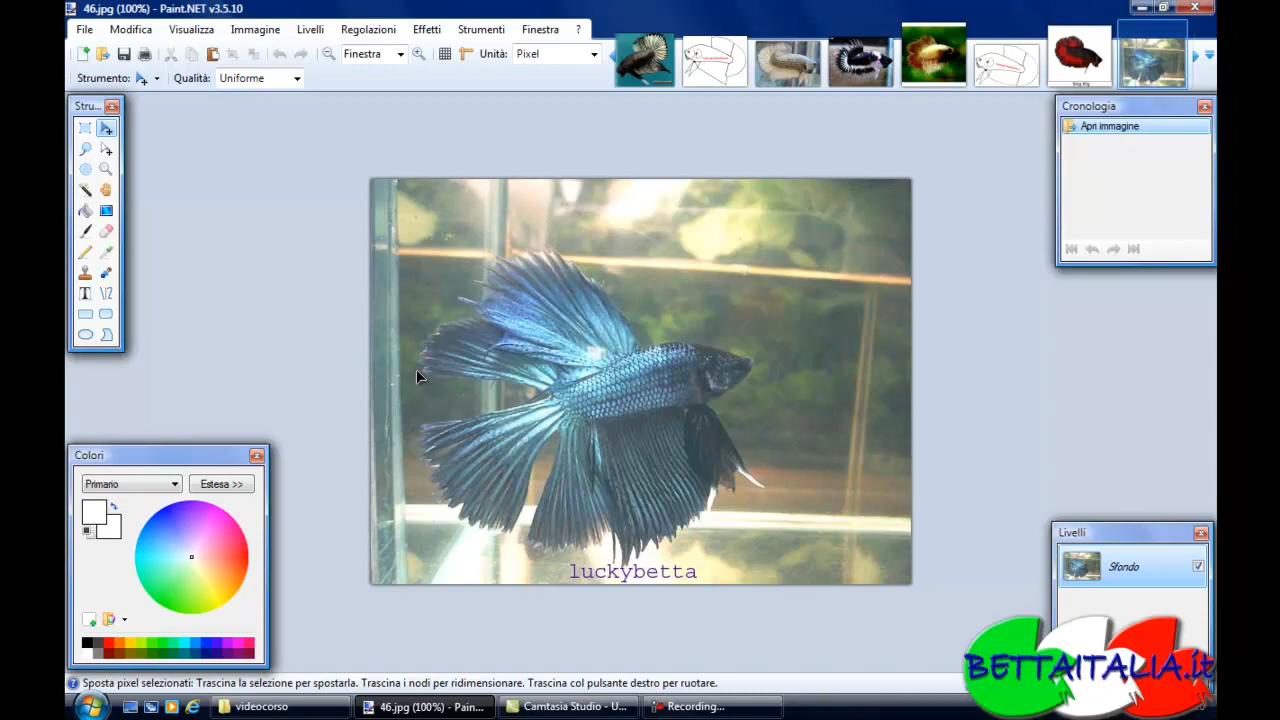 46.jpg (100%) - Paint.NET v3.5.10
File Modifica Visualizza Immagine Livelli Regolazioni Effetti Strumenti Finestra ?
Finestra Unità: Pixel
Strumento: Qualità: Uniforme
Stru...
Cronologia
Apri immagine
luckybetta
Colori
Primario Estesa >>
Livelli
Sfondo
BETTAITALIA.it
Sposta pixel selezionati: Trascina la selezione per spostarla. Trascina i nodi per ridimensionare. Trascina col pulsante destro per ruotare.
videocorso 46.jpg (100%) - Pain... Camtasia Studio - U... Recording...